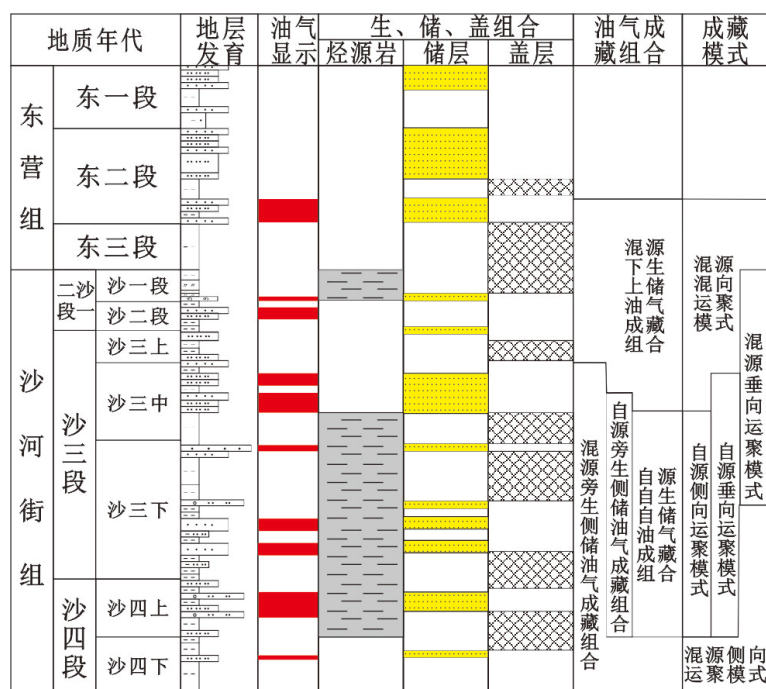 地质年代
地层
发育
油气
显示
生、储、盖组合
烃源岩
储层
盖层
油气成
藏组合
成藏
模式
东营组
东一段
东二段
东三段
沙河街组
二沙
段一
沙一段
沙二段
沙三段
沙三上
沙三中
沙三下
沙四段
沙四上
沙四下
混源
下生
上储
油气
成藏
组合
混源旁生侧储油气成藏组合
自源旁生侧储油气成藏组合
自源
自生
自储
油气
成藏
组合
混源
混向
运聚
模式
混源垂向运聚模式
自源侧向运聚模式
自源垂向运聚模式
混源侧向
运聚模式